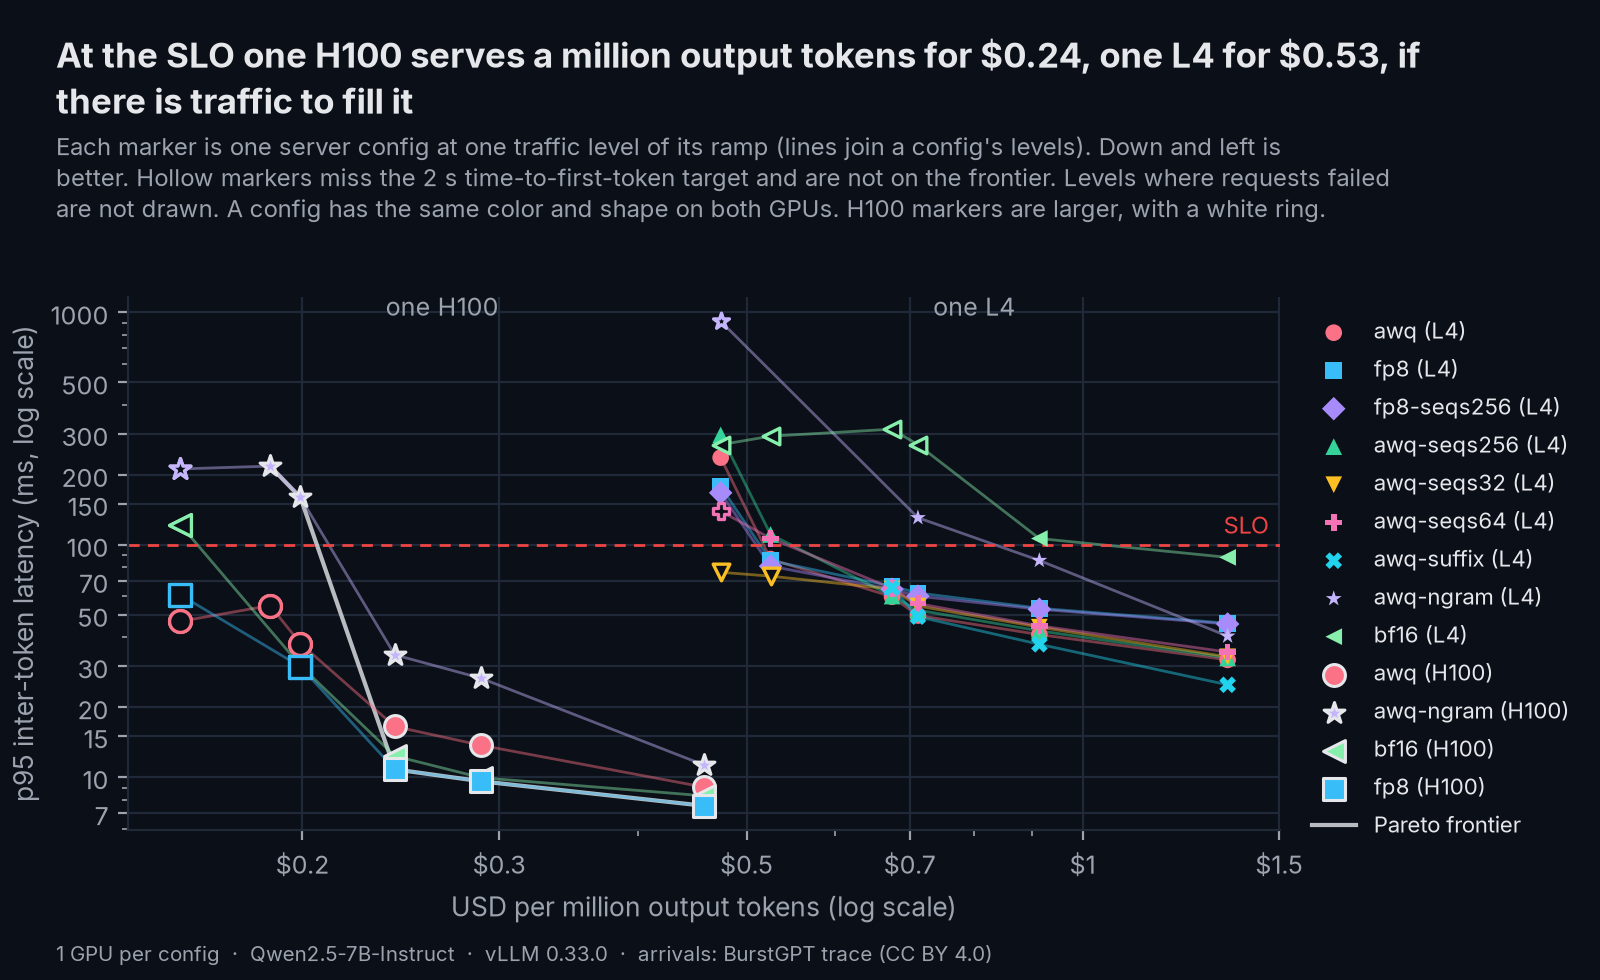 At the SLO one H100 serves a million output tokens for $0.24, one L4 for $0.53, if
there is traffic to fill it
Each marker is one server config at one traffic level of its ramp (lines join a config's levels). Down and left is
better. Hollow markers miss the 2 s time-to-first-token target and are not on the frontier. Levels where requests failed
are not drawn. A config has the same color and shape on both GPUs. H100 markers are larger, with a white ring.
one H100
one L4
p95 inter-token latency (ms, log scale)
1000
500
300
200
150
100
70
50
30
20
15
10
7
SLO
$0.2
$0.3
$0.5
$0.7
$1
$1.5
USD per million output tokens (log scale)
awq (L4)
fp8 (L4)
fp8-seqs256 (L4)
awq-seqs256 (L4)
awq-seqs32 (L4)
awq-seqs64 (L4)
awq-suffix (L4)
awq-ngram (L4)
bf16 (L4)
awq (H100)
awq-ngram (H100)
bf16 (H100)
fp8 (H100)
Pareto frontier
1 GPU per config · Qwen2.5-7B-Instruct · vLLM 0.33.0 · arrivals: BurstGPT trace (CC BY 4.0)